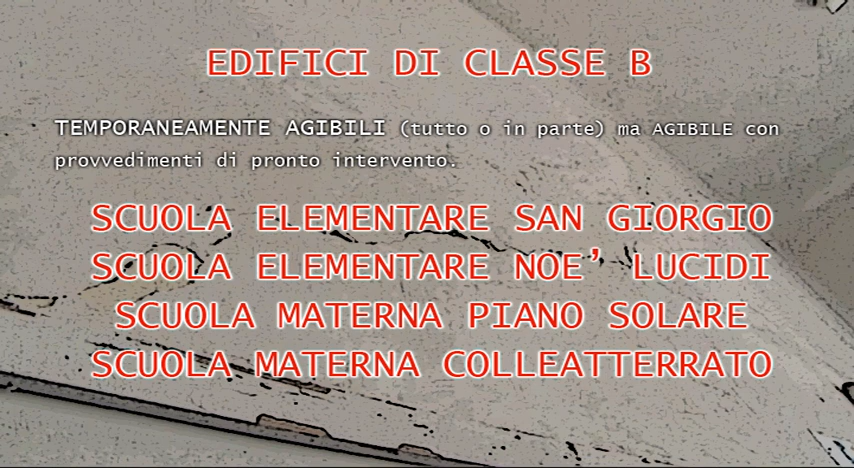 EDIFICI DI CLASSE B
TEMPORANEAMENTE AGIBILI (tutto o in parte) ma AGIBILE con
provvedimenti di pronto intervento.
SCUOLA ELEMENTARE SAN GIORGIO
SCUOLA ELEMENTARE NOE’ LUCIDI
SCUOLA MATERNA PIANO SOLARE
SCUOLA MATERNA COLLEATTERRATO